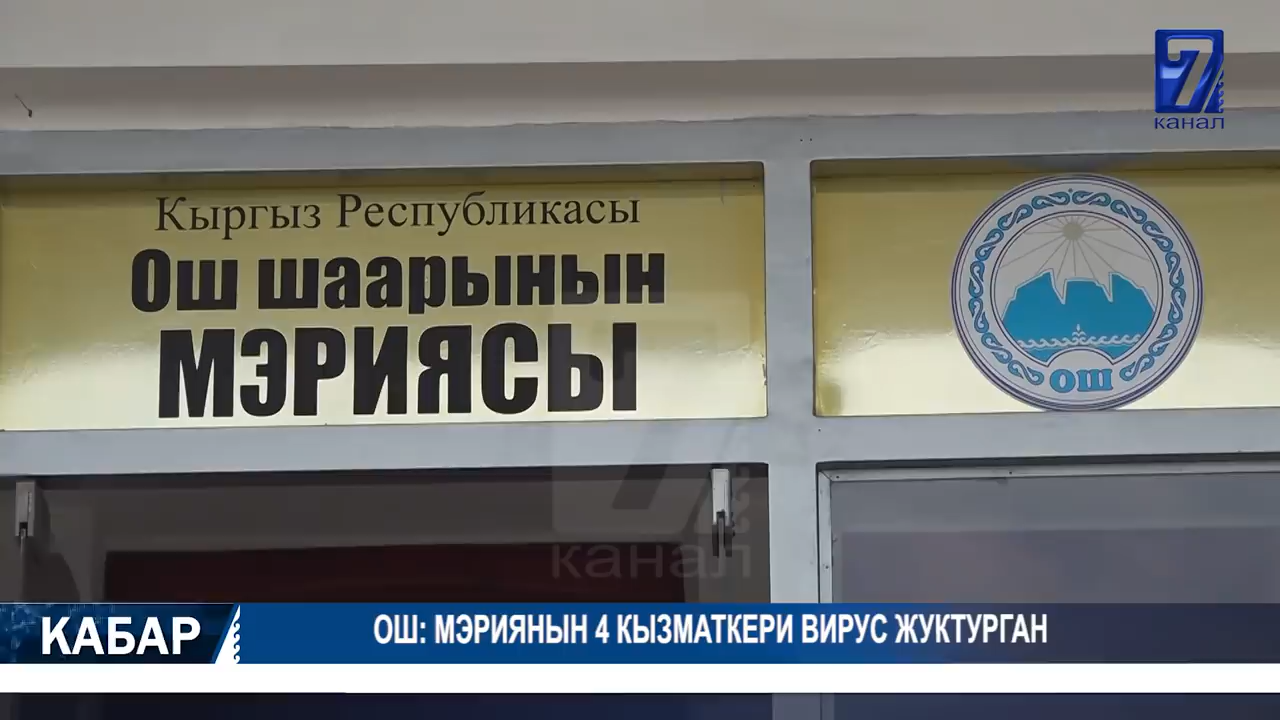 7
канал
Кыргыз Республикасы
Ош шаарынын
МЭРИЯСЫ
ОШ
7
канал
КАБАР
ОШ: МЭРИЯНЫН 4 КЫЗМАТКЕРИ ВИРУС ЖУКТУРГАН